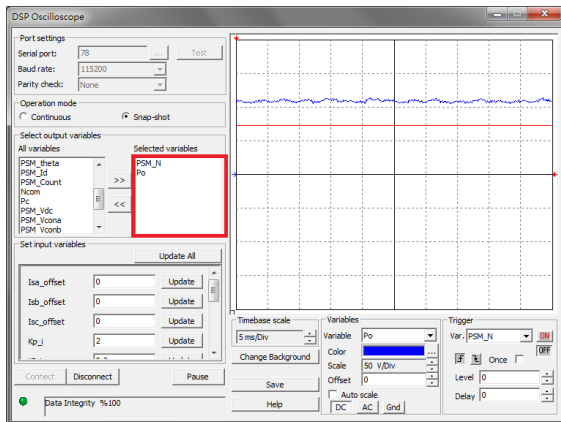 DSP Oscilloscope
Port settings
Serial port: 78 ... Test
Baud rate: 115200
Parity check: None
Operation mode
Continuous Snap-shot
Select output variables
All variables Selected variables
PSM_theta
PSM_Id
PSM_Count
Ncom
Pc
PSM_Vdc
PSM_Vcona
PSM_Vconb
>>
<<
PSM_N
Po
Set input variables
Update All
Isa_offset 0 Update
Isb_offset 0 Update
Isc_offset 0 Update
Kp_i 2 Update
Connect Disconnect Pause
Data Integrity %100
Timebase scale
5 ms/Div
Change Background
Save
Help
Variables
Variable Po
Color ...
Scale 50 V/Div
Offset 0
Auto scale
DC AC Gnd
Trigger
Var. PSM_N ON
OFF
Once
Level 0
Delay 0